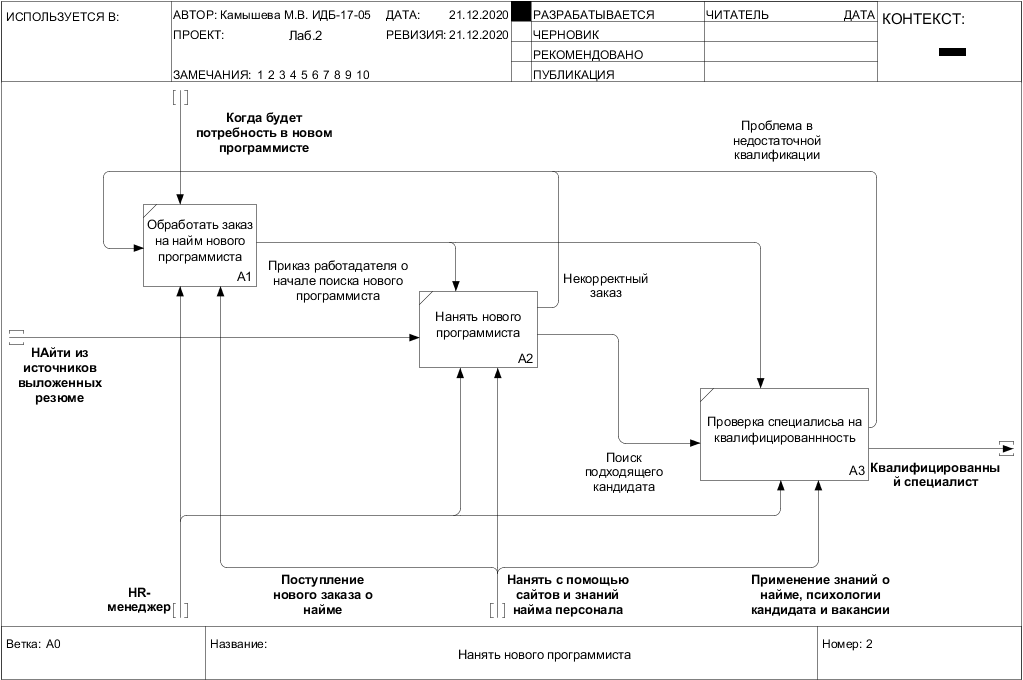 ИСПОЛЬЗУЕТСЯ В:
АВТОР: Камышева М.В. ИДБ-17-05 ДАТА: 21.12.2020
ПРОЕКТ: Лаб.2 РЕВИЗИЯ: 21.12.2020
ЗАМЕЧАНИЯ: 1 2 3 4 5 6 7 8 9 10
РАЗРАБАТЫВАЕТСЯ
ЧЕРНОВИК
РЕКОМЕНДОВАНО
ПУБЛИКАЦИЯ
ЧИТАТЕЛЬ ДАТА
КОНТЕКСТ:
Когда будет
потребность в новом
программисте
Проблема в
недостаточной
квалификации
Обработать заказ
на найм нового
программиста
A1
Приказ работадателя о
начале поиска нового
программиста
Некорректный
заказ
Нанять нового
программиста
A2
НАйти из
источников
выложенных
резюме
Проверка специалисьа на
квалифицированнность
A3
Поиск
подходящего
кандидата
Квалифицированны
й специалист
HR-
менеджер
Поступление
нового заказа о
найме
Нанять с помощью
сайтов и знаний
найма персонала
Применение знаний о
найме, психологии
кандидата и вакансии
Ветка: A0
Название:
Нанять нового программиста
Номер: 2